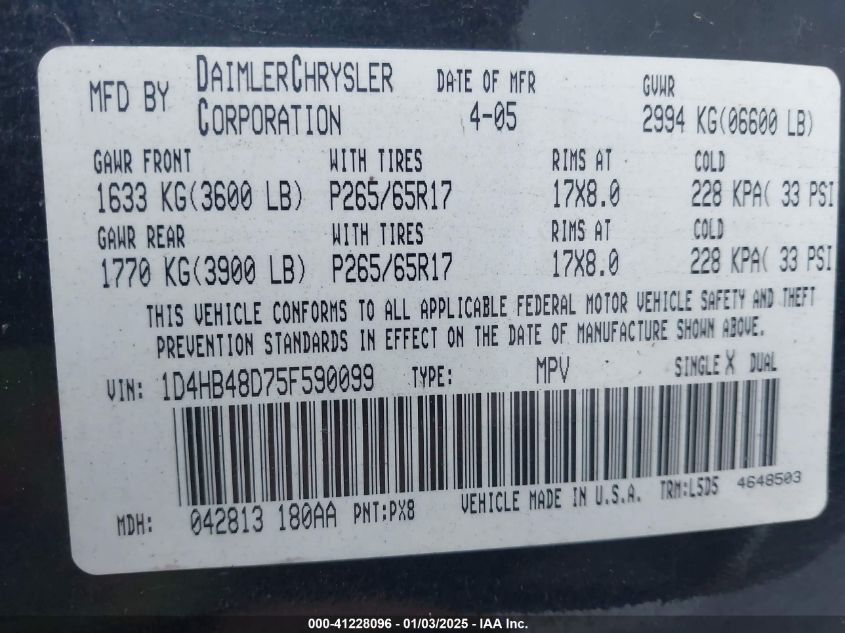 MFD BY DAIMLERCHRYSLER CORPORATION DATE OF MFR 4-05 GVWR 2994 KG(06600 LB)
GAWR FRONT WITH TIRES RIMS AT COLD
1633 KG(3600 LB) P265/65R17 17X8.0 228 KPA( 33 PSI
GAWR REAR WITH TIRES RIMS AT COLD
1770 KG(3900 LB) P265/65R17 17X8.0 228 KPA( 33 PSI
THIS VEHICLE CONFORMS TO ALL APPLICABLE FEDERAL MOTOR VEHICLE SAFETY AND THEFT
PREVENTION STANDARDS IN EFFECT ON THE DATE OF MANUFACTURE SHOWN ABOVE.
VIN: 1D4HB48D75F590099 TYPE: MPV SINGLE X DUAL
MDH: 042813 180AA PNT:PX8 VEHICLE MADE IN U.S.A. TRM:L5D5 4648503
000-41228096 - 01/03/2025 - IAA Inc.